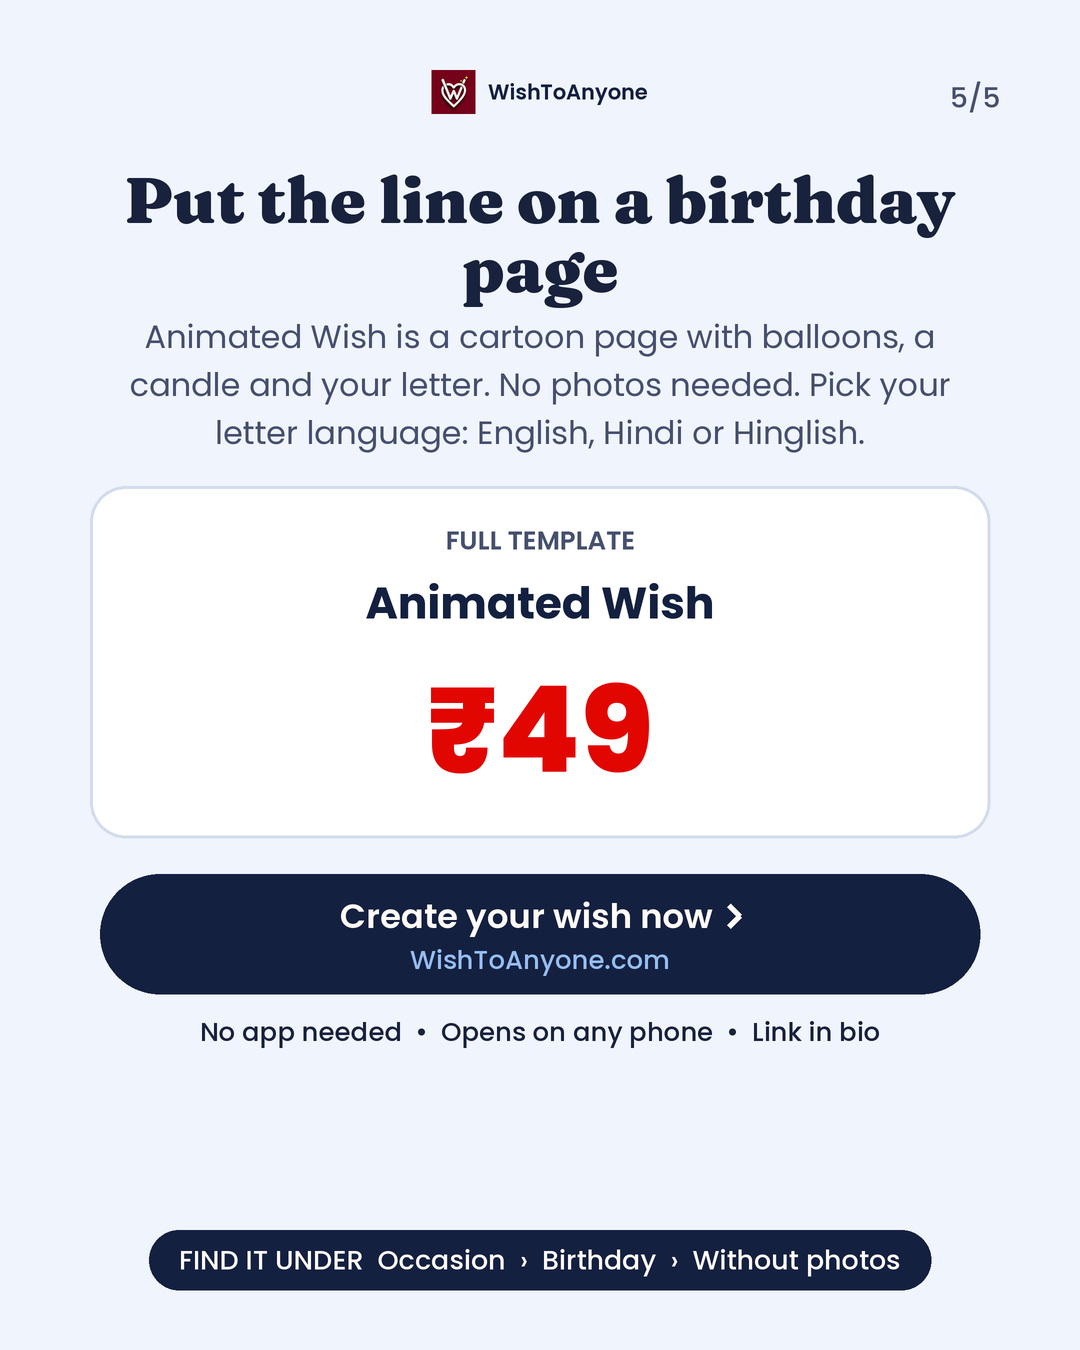 WishToAnyone
5/5
Put the line on a birthday
page
Animated Wish is a cartoon page with balloons, a
candle and your letter. No photos needed. Pick your
letter language: English, Hindi or Hinglish.
FULL TEMPLATE
Animated Wish
₹49
Create your wish now ›
WishToAnyone.com
No app needed • Opens on any phone • Link in bio
FIND IT UNDER Occasion › Birthday › Without photos